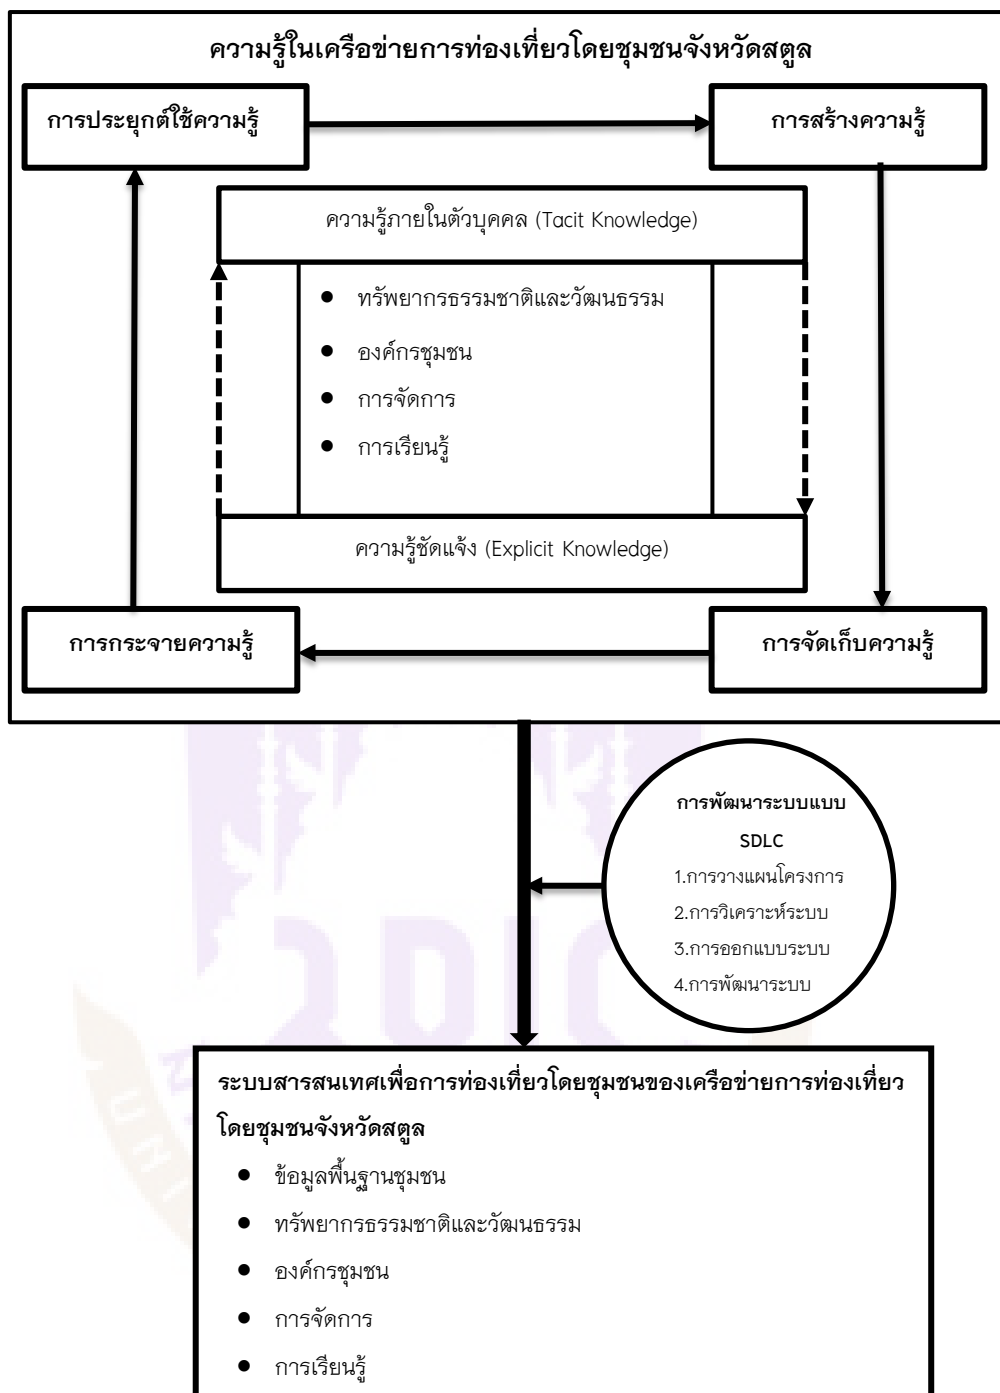 ความรู้ในเครือข่ายการท่องเที่ยวโดยชุมชนจังหวัดสตูล
การประยุกต์ใช้ความรู้
การสร้างความรู้
ความรู้ภายในตัวบุคคล (Tacit Knowledge)
● ทรัพยากรธรรมชาติและวัฒนธรรม
● องค์กรชุมชน
● การจัดการ
● การเรียนรู้
ความรู้ชัดแจ้ง (Explicit Knowledge)
การกระจายความรู้
การจัดเก็บความรู้
การพัฒนาระบบแบบ
SDLC
1.การวางแผนโครงการ
2.การวิเคราะห์ระบบ
3.การออกแบบระบบ
4.การพัฒนาระบบ
ระบบสารสนเทศเพื่อการท่องเที่ยวโดยชุมชนของเครือข่ายการท่องเที่ยว
โดยชุมชนจังหวัดสตูล
● ข้อมูลพื้นฐานชุมชน
● ทรัพยากรธรรมชาติและวัฒนธรรม
● องค์กรชุมชน
● การจัดการ
● การเรียนรู้